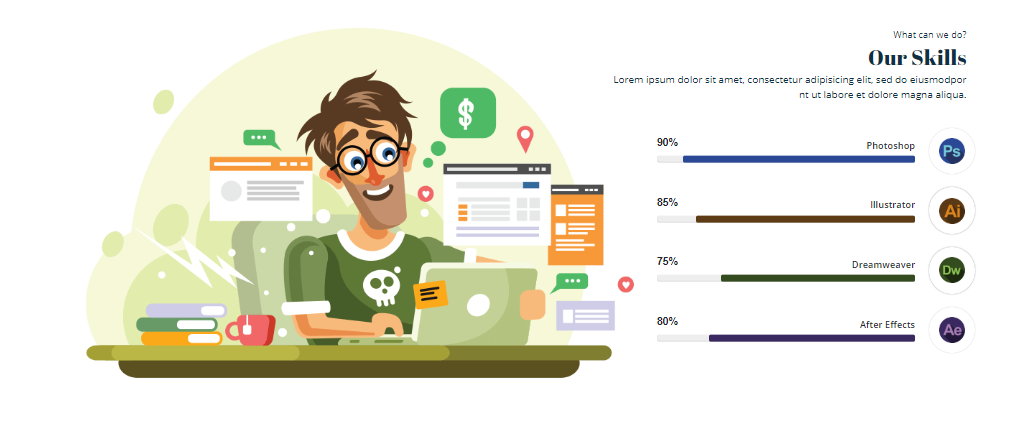 What can we do?
Our Skills
Lorem ipsum dolor sit amet, consectetur adipisicing elit, sed do eiusmodpor
nt ut labore et dolore magna aliqua.
90%
Photoshop
Ps
85%
Illustrator
Ai
75%
Dreamweaver
Dw
80%
After Effects
Ae
$